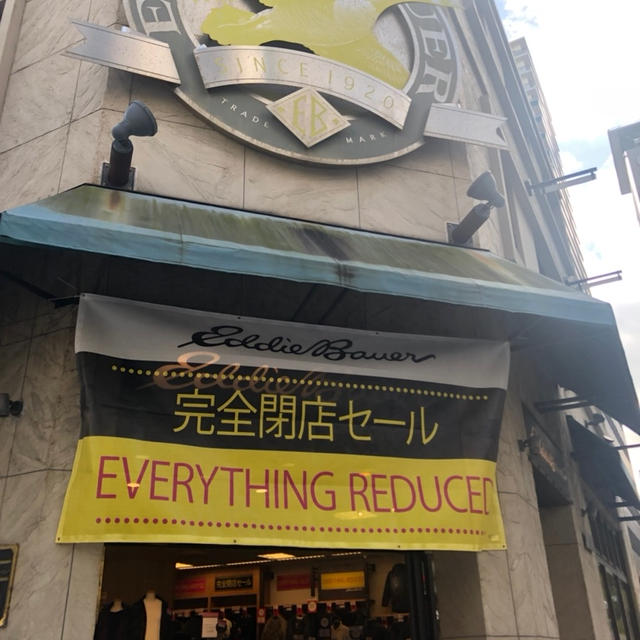 SINCE 1920
TRADE EB MARK
Eddie Bauer
完全閉店セール
EVERYTHING REDUCED